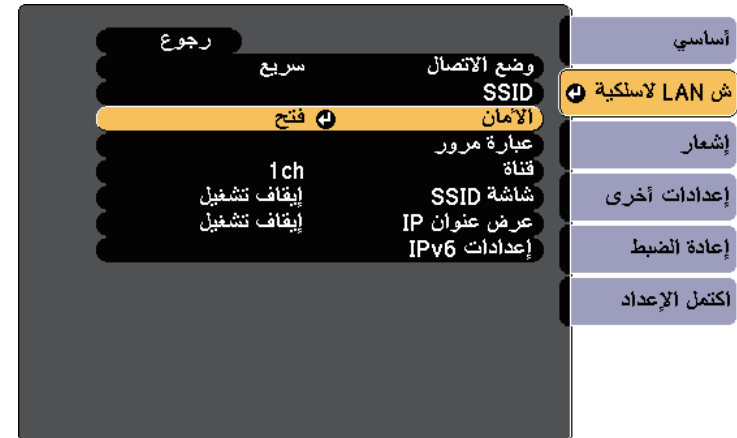 أساسي
ش LAN لاسلكية
إشعار
إعدادات أخرى
إعادة الضبط
اكتمل الإعداد
رجوع
وضع الاتصال سريع
SSID
الأمان فتح
عبارة مرور
قناة 1ch
شاشة SSID إيقاف تشغيل
عرض عنوان IP إيقاف تشغيل
إعدادات IPv6